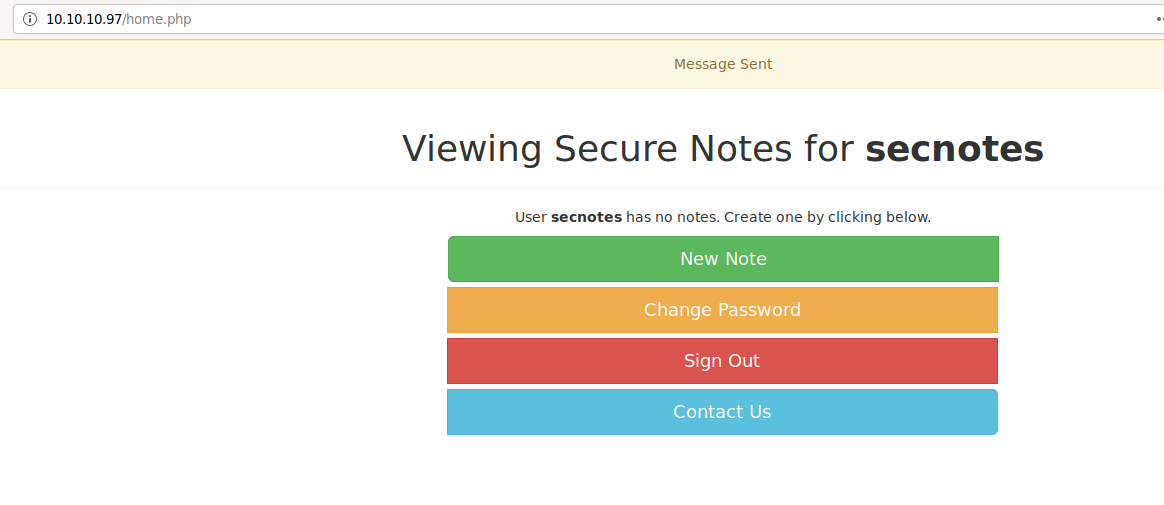 10.10.10.97/home.php
Message Sent
Viewing Secure Notes for secnotes
User secnotes has no notes. Create one by clicking below.
New Note
Change Password
Sign Out
Contact Us